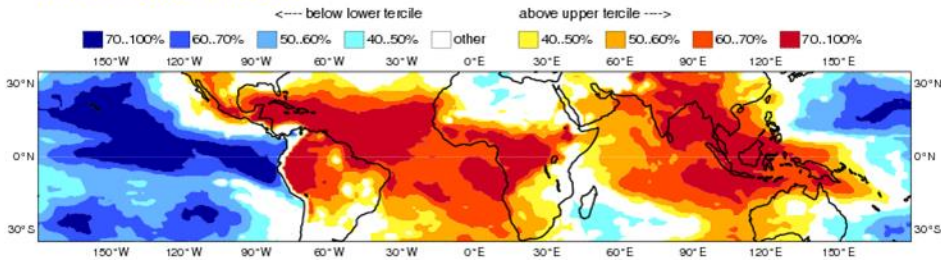 <---- below lower tercile above upper tercile ---->
70..100% 60..70% 50..60% 40..50% other 40..50% 50..60% 60..70% 70..100%
150°W 120°W 90°W 60°W 30°W 0°E 30°E 60°E 90°E 120°E 150°E
30°N 30°N
0°N 0°N
30°S 30°S
150°W 120°W 90°W 60°W 30°W 0°E 30°E 60°E 90°E 120°E 150°E